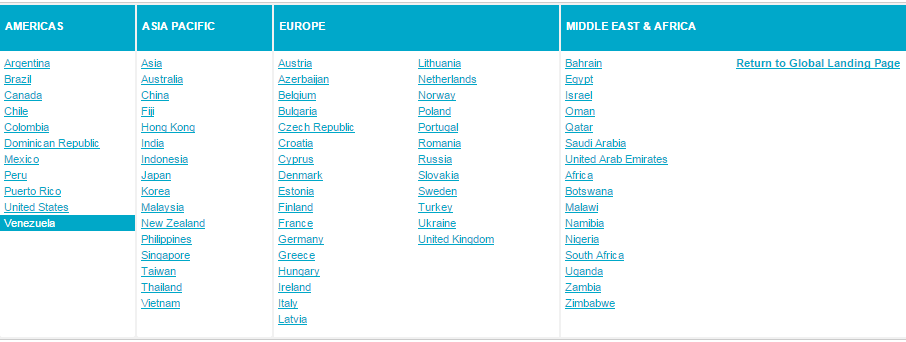 AMERICAS
Argentina
Brazil
Canada
Chile
Colombia
Dominican Republic
Mexico
Peru
Puerto Rico
United States
Venezuela
ASIA PACIFIC
Asia
Australia
China
Fiji
Hong Kong
India
Indonesia
Japan
Korea
Malaysia
New Zealand
Philippines
Singapore
Taiwan
Thailand
Vietnam
EUROPE
Austria
Azerbaijan
Belgium
Bulgaria
Czech Republic
Croatia
Cyprus
Denmark
Estonia
Finland
France
Germany
Greece
Hungary
Ireland
Italy
Latvia
Lithuania
Netherlands
Norway
Poland
Portugal
Romania
Russia
Slovakia
Sweden
Turkey
Ukraine
United Kingdom
MIDDLE EAST & AFRICA
Bahrain
Egypt
Israel
Oman
Qatar
Saudi Arabia
United Arab Emirates
Africa
Botswana
Malawi
Namibia
Nigeria
South Africa
Uganda
Zambia
Zimbabwe
Return to Global Landing Page